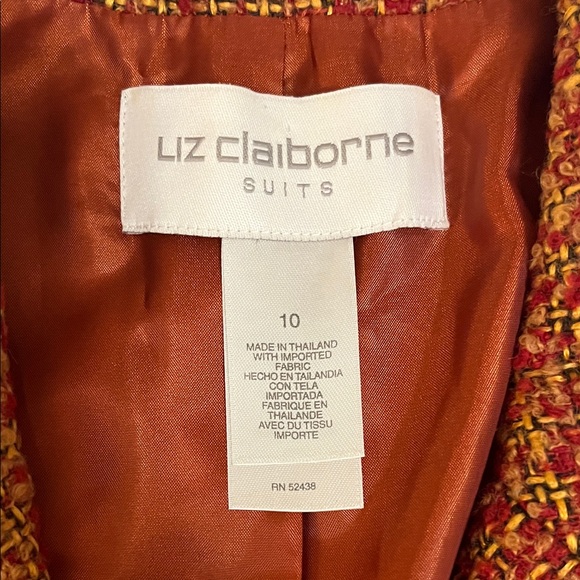 LIZ claiborne
SUITS
10
MADE IN THAILAND
WITH IMPORTED
FABRIC
HECHO EN TAILANDIA
CON TELA
IMPORTADA
FABRIQUE EN
THAILANDE
AVEC DU TISSU
IMPORTE
RN 52438